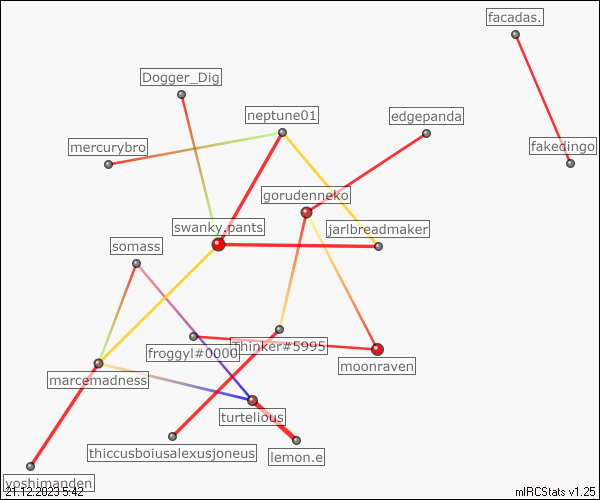 facadas.
Dogger_Dig
neptune01
edgepanda
mercurybro
fakedingo
gorudenneko
swanky.pants
jarlbreadmaker
somass
Thinker#5995
froggyl#0000
moonraven
marcemadness
turtelious
thiccusboiusalexusjoneus
lemon.e
yoshimanden
21.12.2023 5:42
mIRCStats v1.25